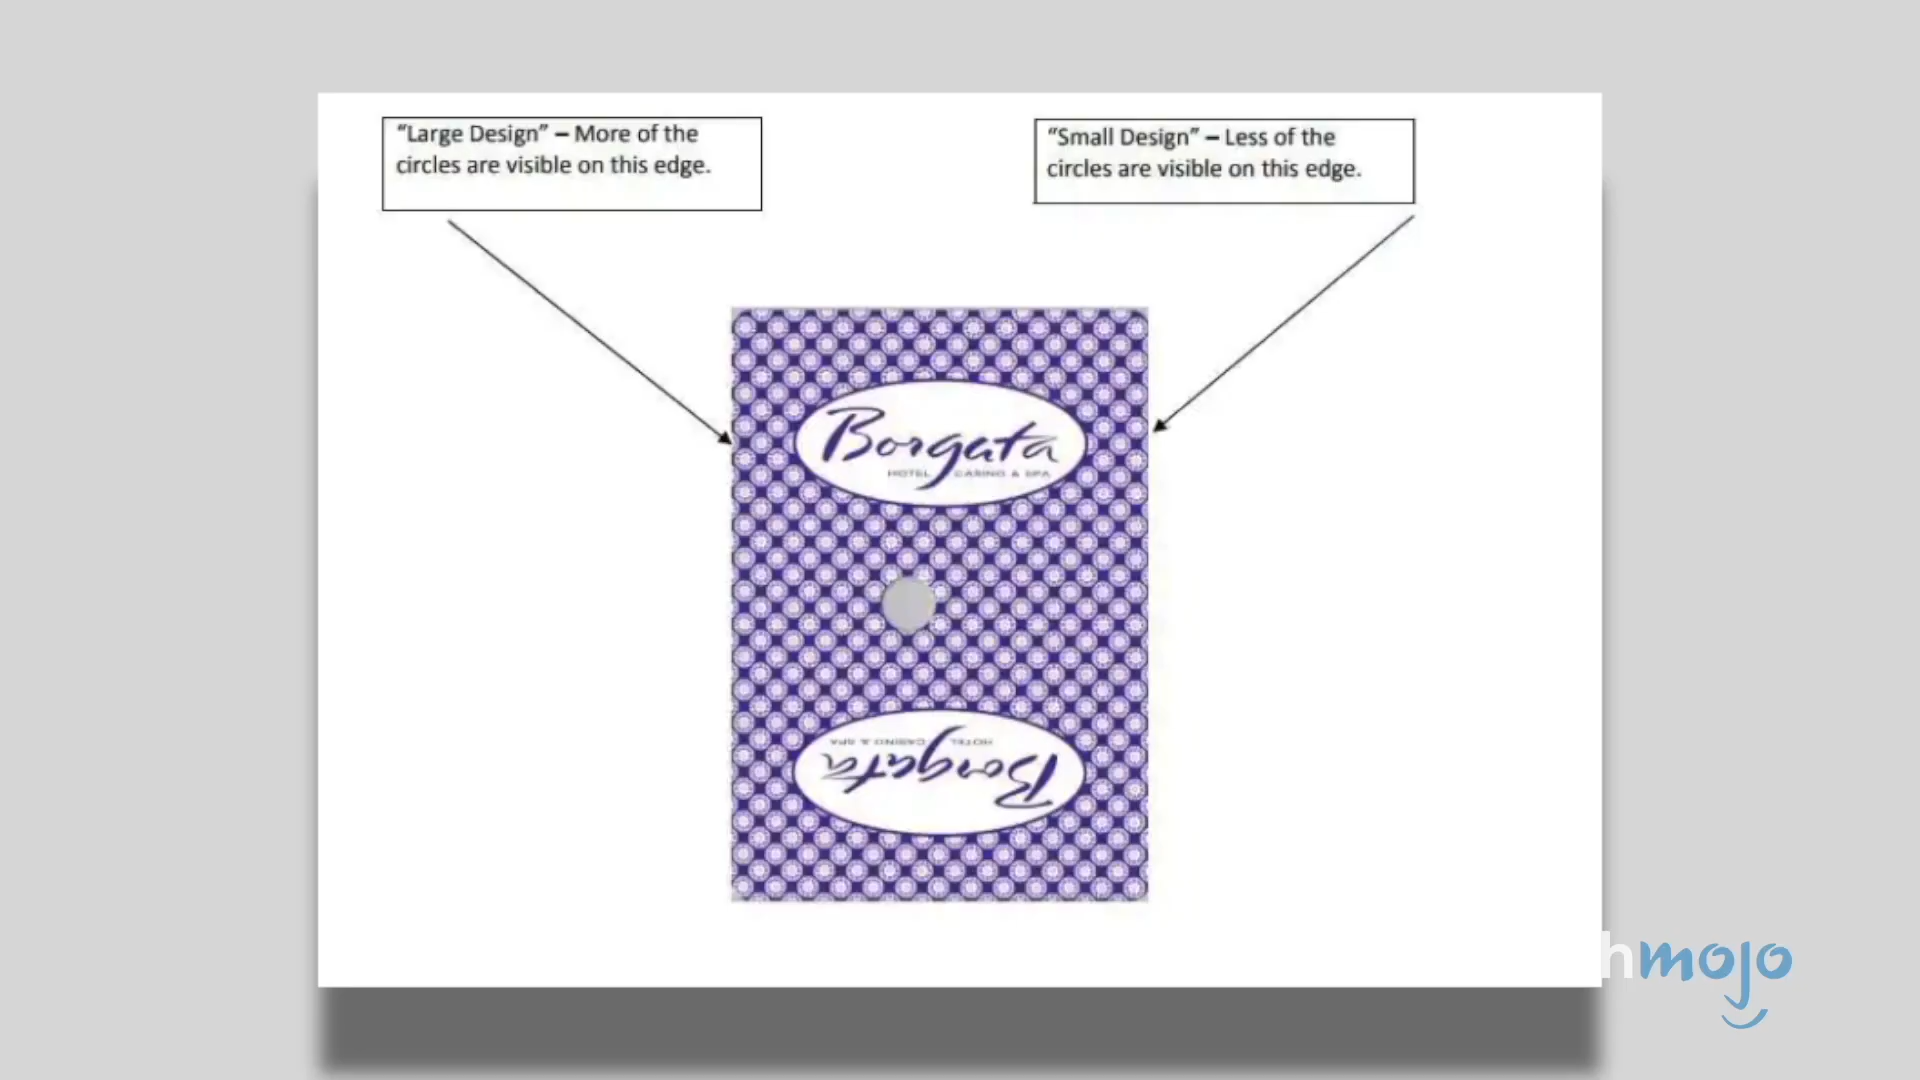 “Large Design” – More of the
circles are visible on this edge.
“Small Design” – Less of the
circles are visible on this edge.
Borgata
HOTEL CASINO & SPA
Borgata
HOTEL CASINO & SPA
hmojo